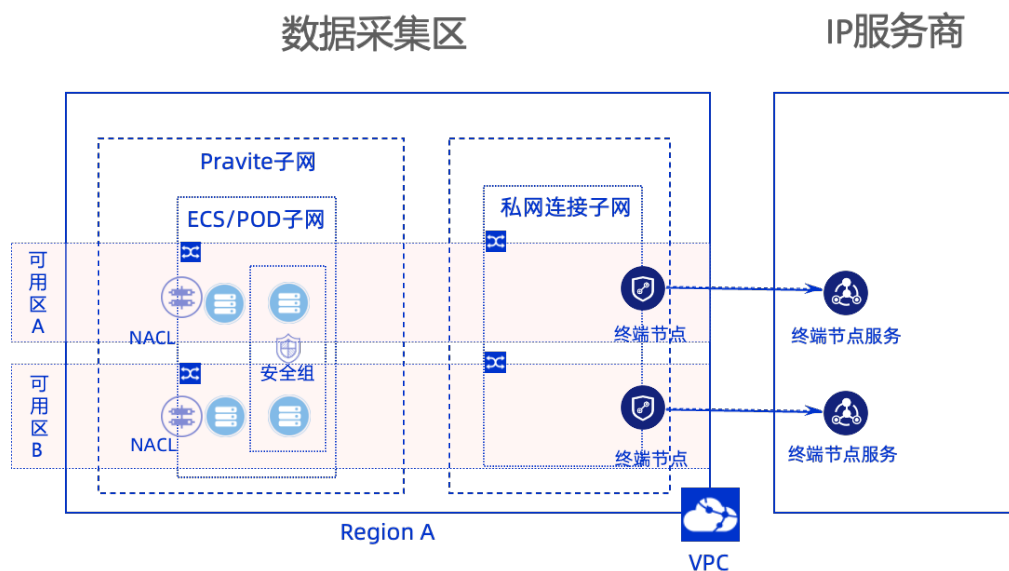 数据采集区
IP服务商
Pravite子网
ECS/POD子网
私网连接子网
可用区A
NACL
安全组
终端节点
终端节点服务
可用区B
NACL
终端节点
终端节点服务
Region A
VPC